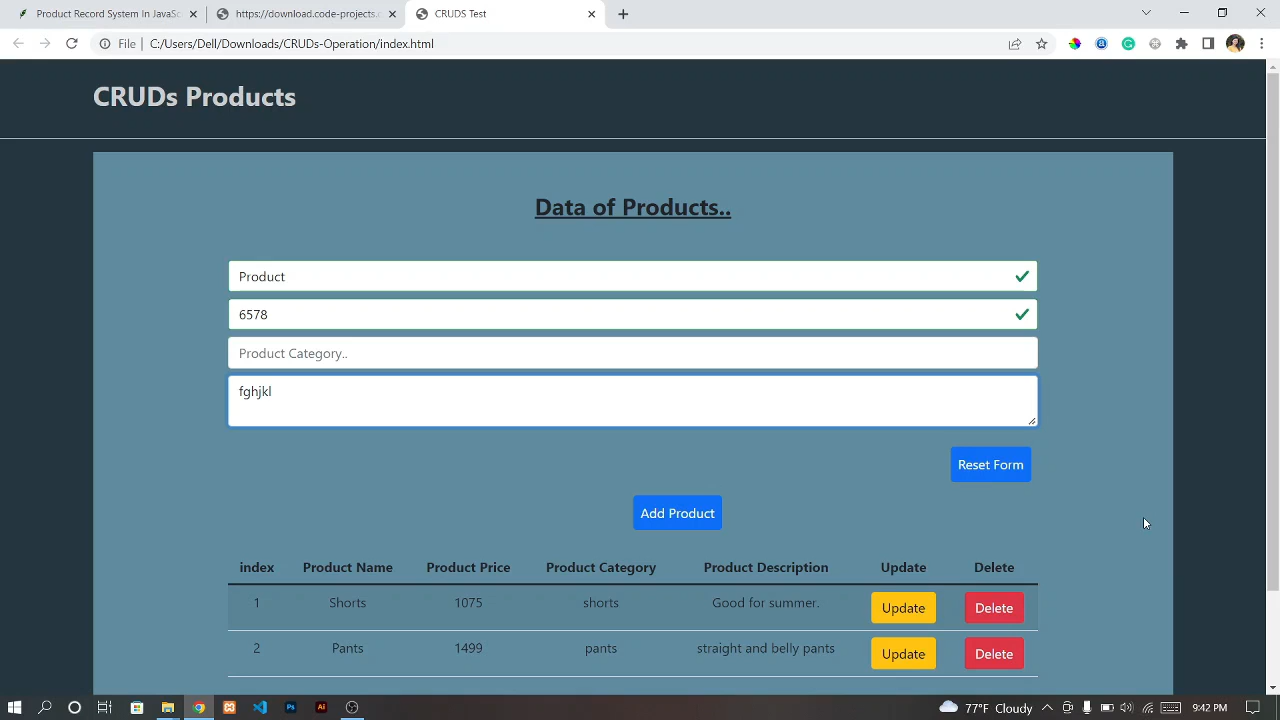 Product Record System In JavaSc
https://download.code-projects.o
CRUDS Test
File
C:/Users/Dell/Downloads/CRUDs-Operation/index.html
CRUDs Products
Data of Products..
Product
6578
Product Category..
fghjkl
Reset Form
Add Product
index Product Name Product Price Product Category Product Description Update Delete
1 Shorts 1075 shorts Good for summer. Update Delete
2 Pants 1499 pants straight and belly pants Update Delete
Ps Ai 77°F Cloudy 9:42 PM